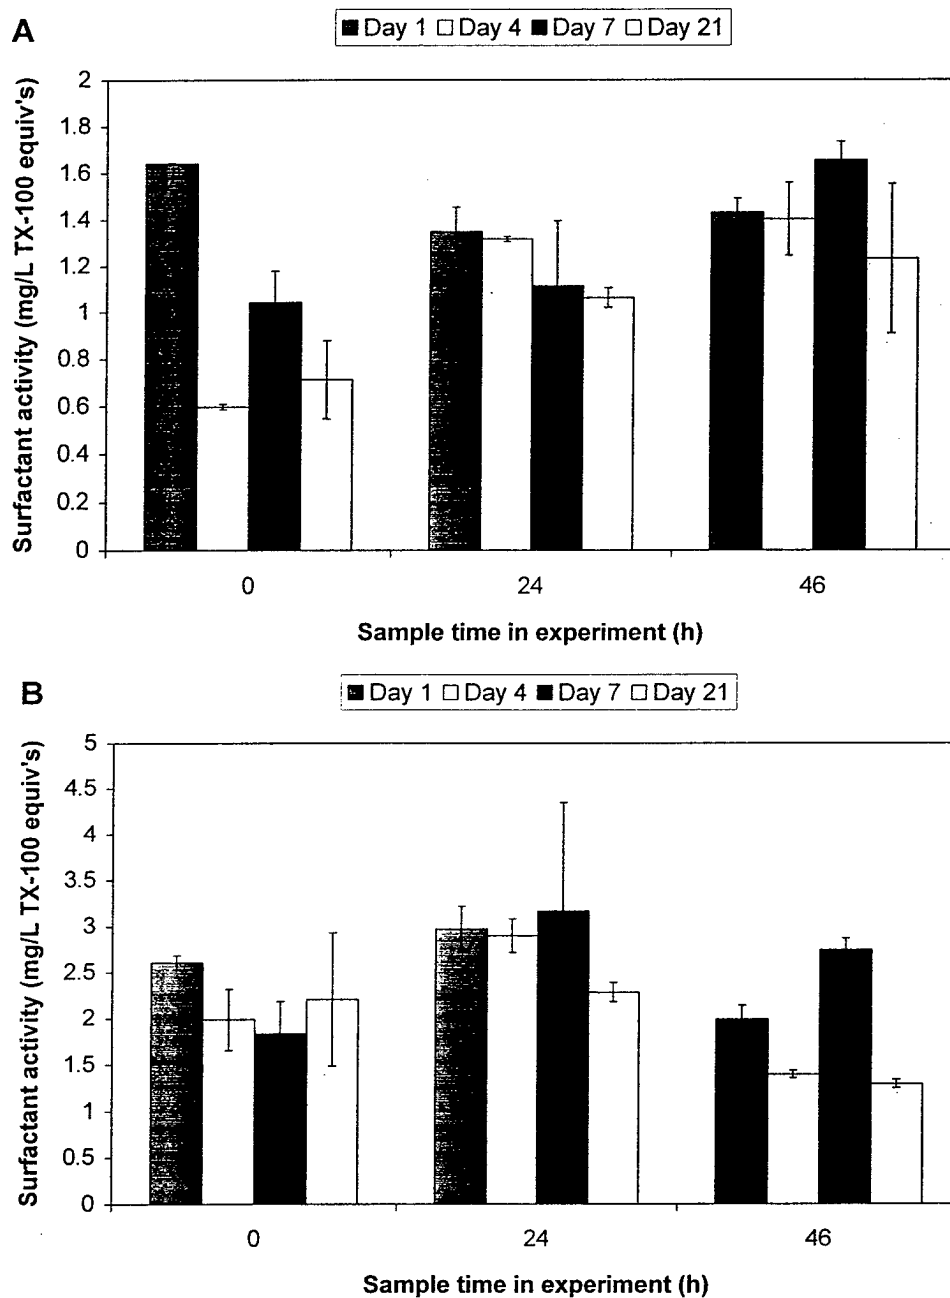 A
Day 1 Day 4 Day 7 Day 21
Surfactant activity (mg/L TX-100 equiv's)
2
1.8
1.6
1.4
1.2
1
0.8
0.6
0.4
0.2
0
0 24 46
Sample time in experiment (h)
B
Day 1 Day 4 Day 7 Day 21
Surfactant activity (mg/L TX-100 equiv's)
5
4.5
4
3.5
3
2.5
2
1.5
1
0.5
0
0 24 46
Sample time in experiment (h)